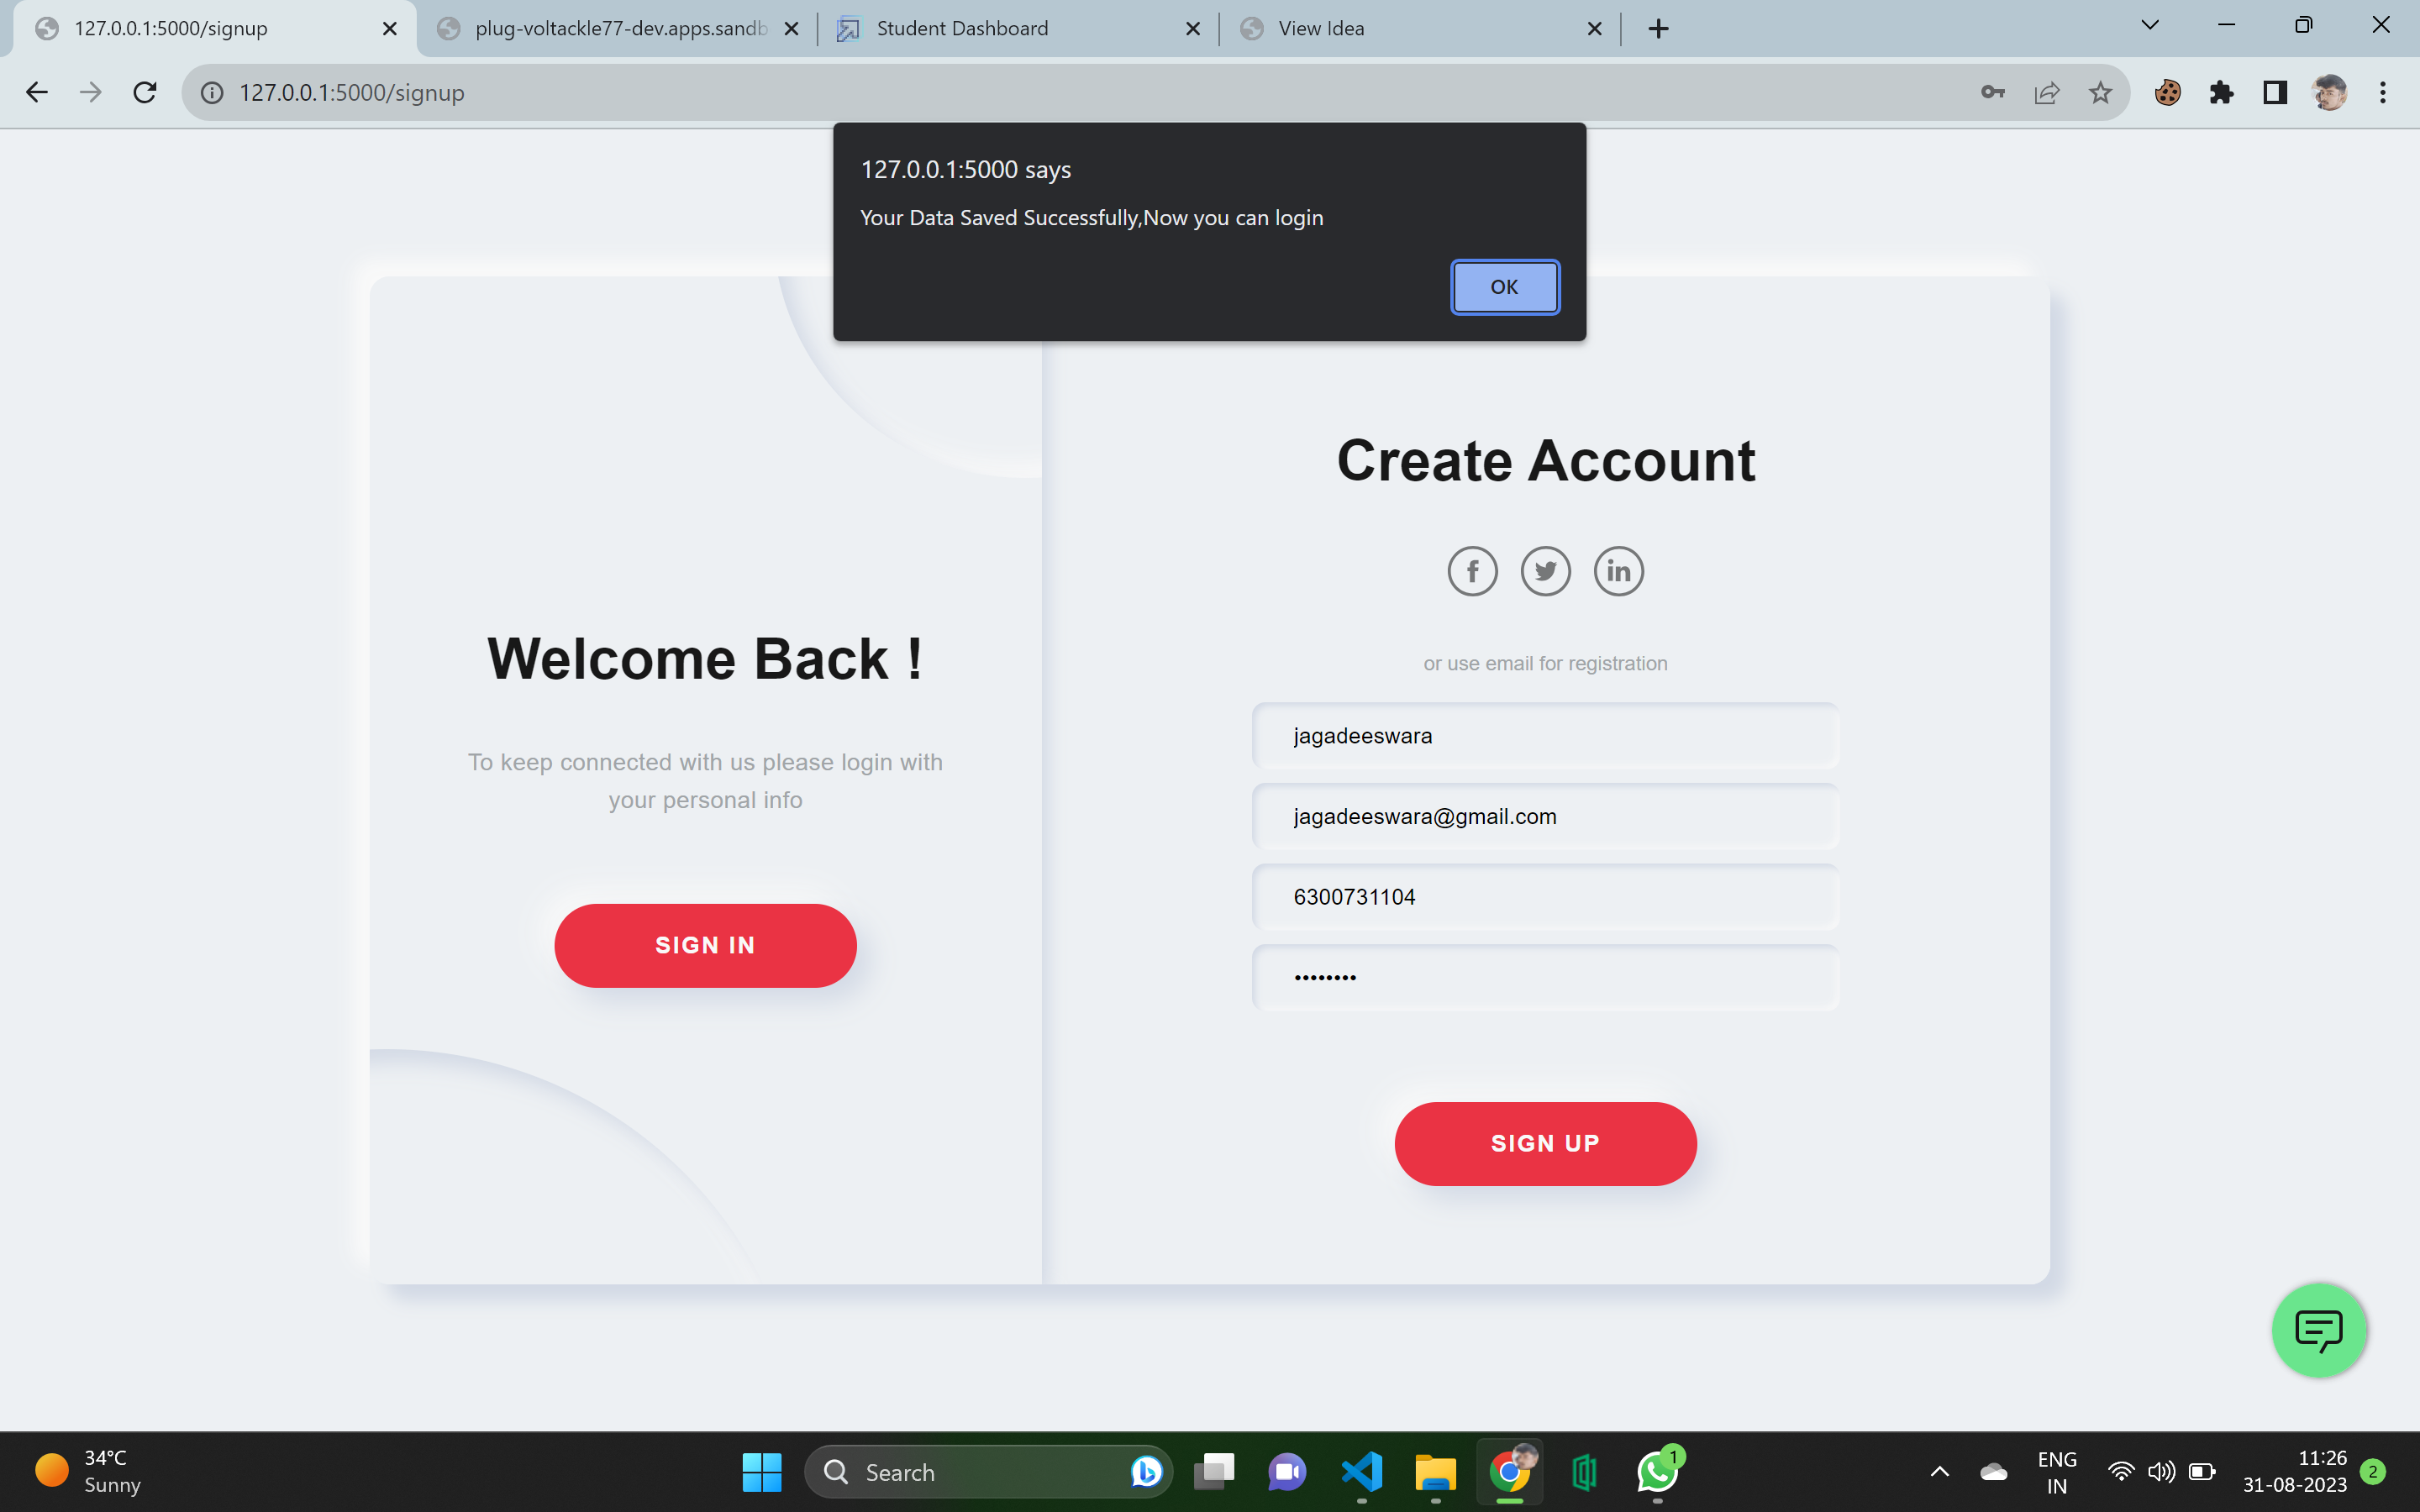 127.0.0.1:5000/signup
plug-voltackle77-dev.apps.sandb
Student Dashboard
View Idea
127.0.0.1:5000/signup
127.0.0.1:5000 says
Your Data Saved Successfully,Now you can login
OK
Welcome Back !
To keep connected with us please login with
your personal info
SIGN IN
Create Account
f
in
or use email for registration
jagadeeswara
jagadeeswara@gmail.com
6300731104
••••••••
SIGN UP
34°C
Sunny
Search
1
ENG
IN
11:26
31-08-2023
2